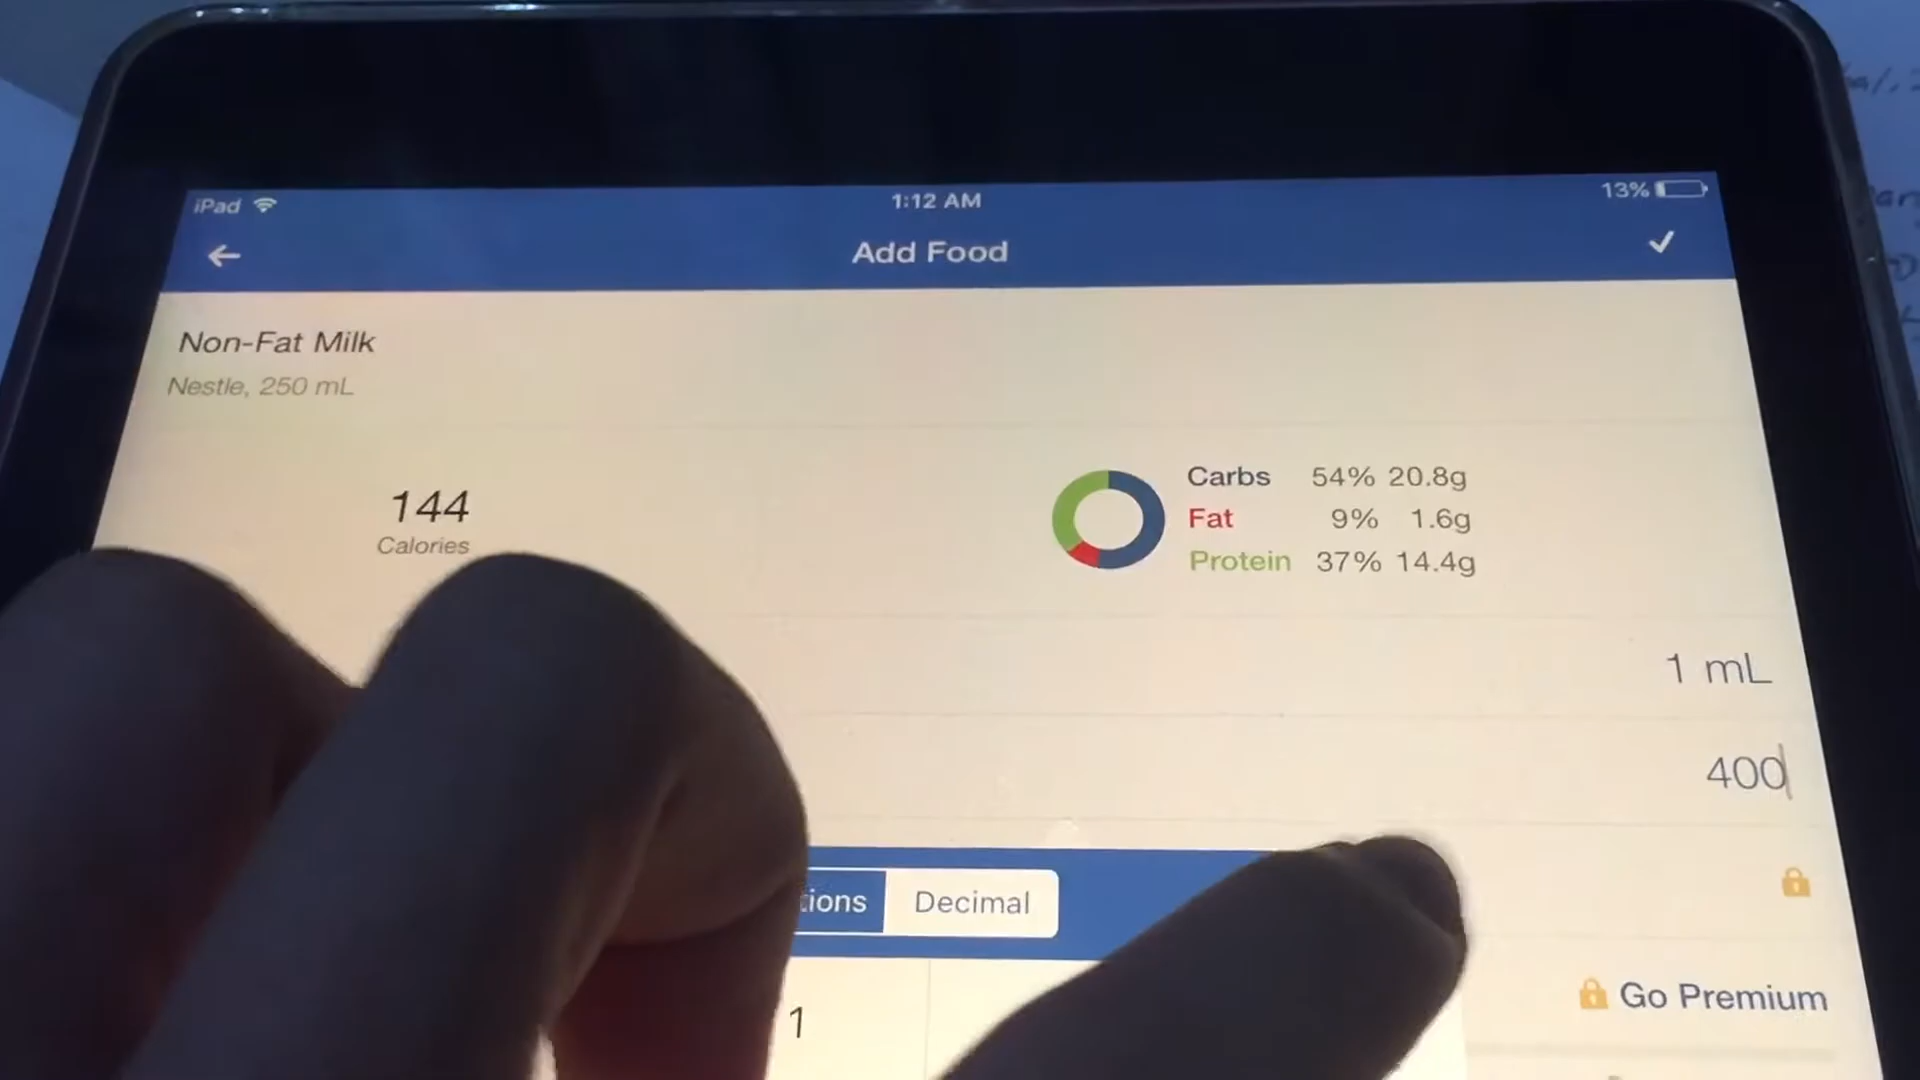 iPad 1:12 AM 13%
Add Food
Non-Fat Milk
Nestle, 250 mL
144
Calories
Carbs 54% 20.8g
Fat 9% 1.6g
Protein 37% 14.4g
1 mL
400
tions Decimal
1
Go Premium